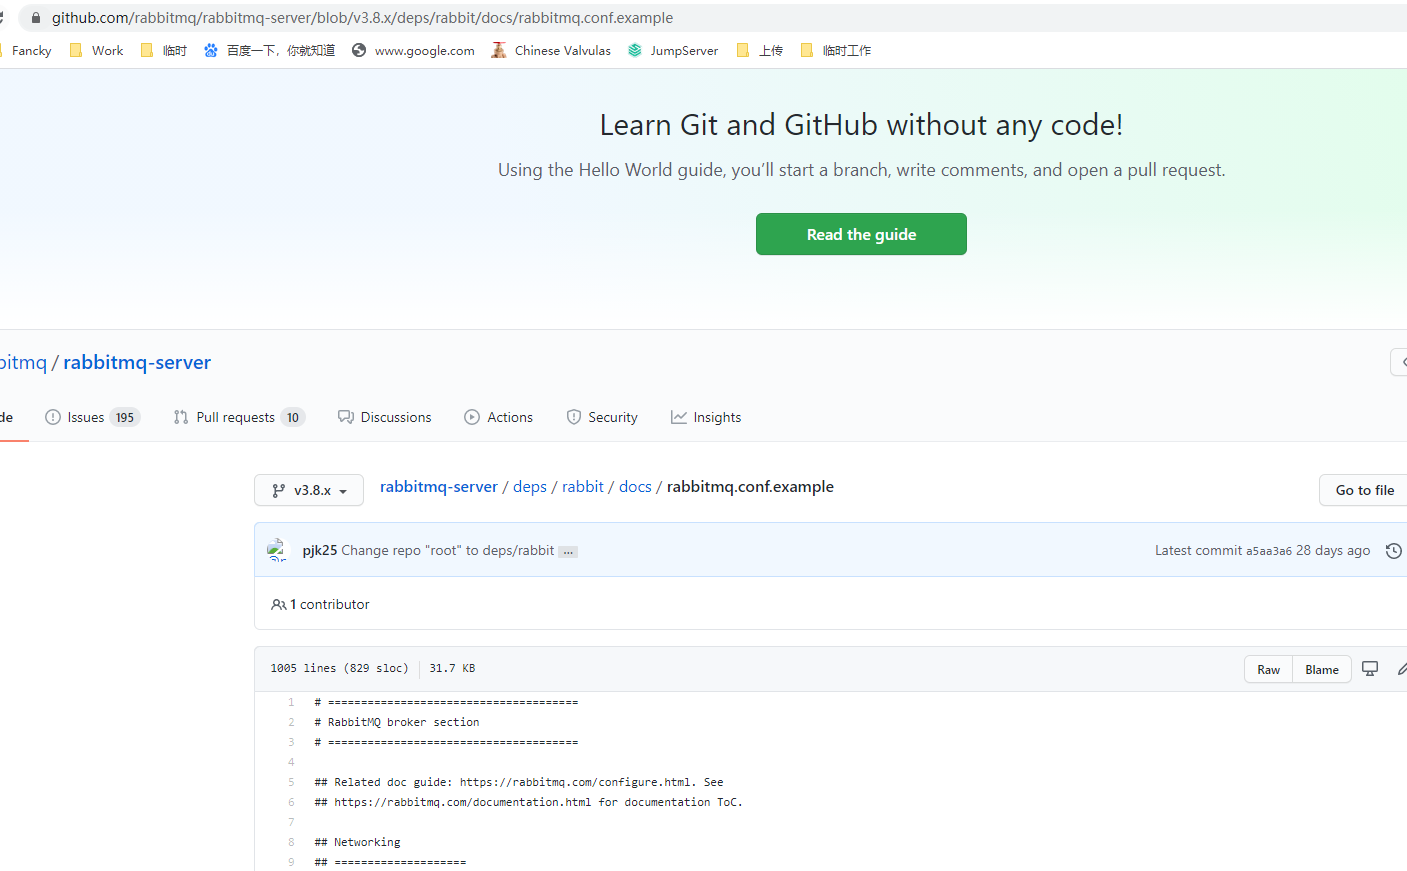 github.com/rabbitmq/rabbitmq-server/blob/v3.8.x/deps/rabbit/docs/rabbitmq.conf.example
Fancky Work 临时 百度一下，你就知道 www.google.com Chinese Valvulas JumpServer 上传 临时工作
Learn Git and GitHub without any code!
Using the Hello World guide, you’ll start a branch, write comments, and open a pull request.
Read the guide
bitmq / rabbitmq-server
de Issues 195 Pull requests 10 Discussions Actions Security Insights
v3.8.x rabbitmq-server / deps / rabbit / docs / rabbitmq.conf.example Go to file
pjk25 Change repo "root" to deps/rabbit ... Latest commit a5aa3a6 28 days ago
1 contributor
1005 lines (829 sloc) 31.7 KB Raw Blame
1 # ======================================
2 # RabbitMQ broker section
3 # ======================================
4
5 ## Related doc guide: https://rabbitmq.com/configure.html. See
6 ## https://rabbitmq.com/documentation.html for documentation ToC.
7
8 ## Networking
9 ## ====================